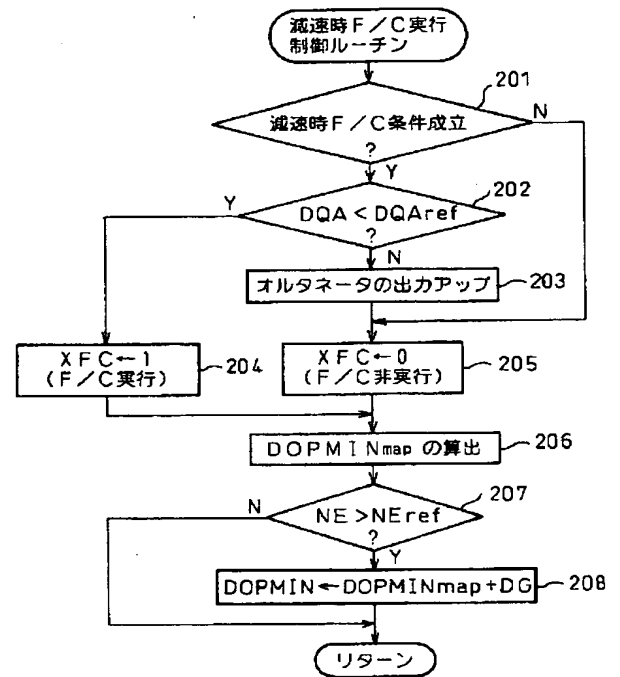 減速時F/C実行
制御ルーチン
201
減速時F/C条件成立
?
N
Y
202
DQA<DQAref
?
Y
N
オルタネータの出力アップ
203
XFC←1
(F/C実行)
204
XFC←0
(F/C非実行)
205
DOPMINmap の算出
206
207
NE>NEref
?
N
Y
DOPMIN←DOPMINmap+DG
208
リターン